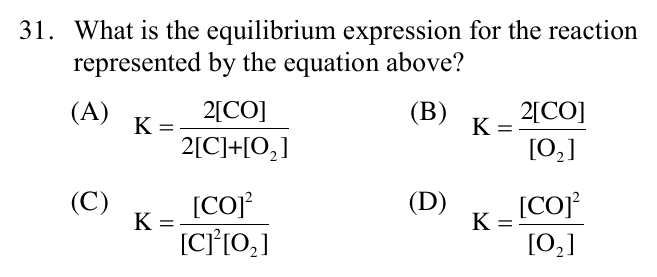 31. What is the equilibrium expression for the reaction
represented by the equation above?
(A) K = 2[CO] / 2[C]+[O₂]
(B) K = 2[CO] / [O₂]
(C) K = [CO]² / [C]²[O₂]
(D) K = [CO]² / [O₂]